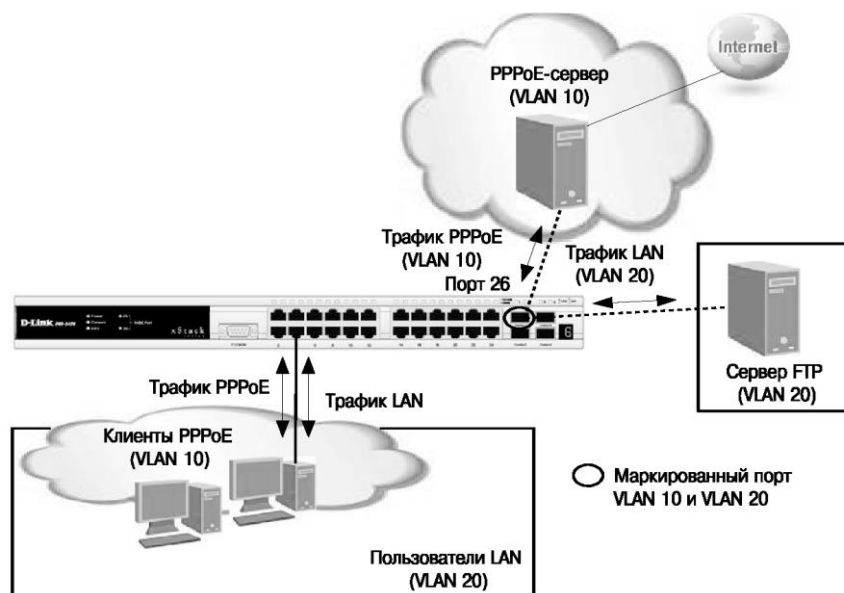 Internet
PPPoE-сервер
(VLAN 10)
Трафик PPPoE
(VLAN 10)
Трафик LAN
(VLAN 20)
Порт 26
D-Link
6
Сервер FTP
(VLAN 20)
Трафик PPPoE
Трафик LAN
Клиенты PPPoE
(VLAN 10)
Маркированный порт
VLAN 10 и VLAN 20
Пользователи LAN
(VLAN 20)